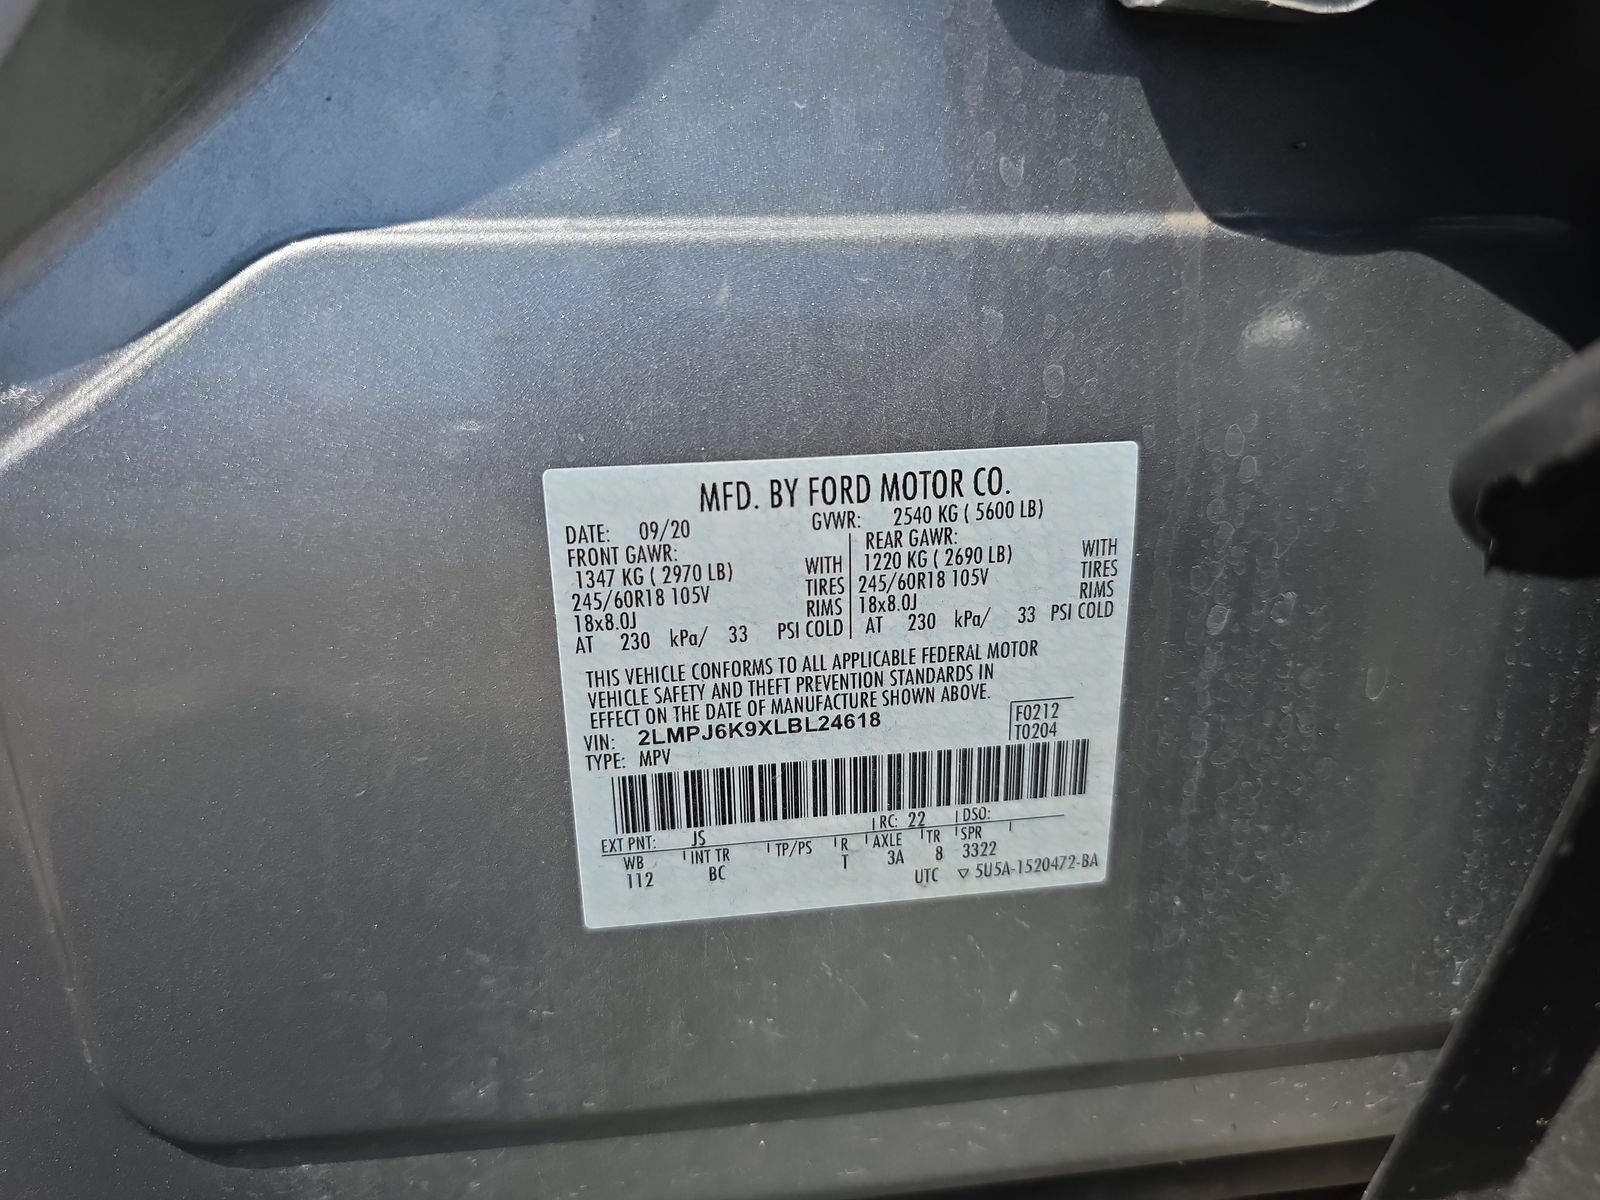 MFD. BY FORD MOTOR CO.
DATE: 09/20 GVWR: 2540 KG ( 5600 LB)
FRONT GAWR: REAR GAWR:
1347 KG ( 2970 LB) WITH 1220 KG ( 2690 LB) WITH
245/60R18 105V TIRES 245/60R18 105V TIRES
18x8.0J RIMS 18x8.0J RIMS
AT 230 kPa/ 33 PSI COLD AT 230 kPa/ 33 PSI COLD
THIS VEHICLE CONFORMS TO ALL APPLICABLE FEDERAL MOTOR
VEHICLE SAFETY AND THEFT PREVENTION STANDARDS IN
EFFECT ON THE DATE OF MANUFACTURE SHOWN ABOVE.
VIN: 2LMPJ6K9XLBL24618 F0212
TYPE: MPV T0204
EXT PNT: JS RC: 22 DSO:
WB INT TR TP/PS R AXLE TR SPR
112 BC T 3A 8 3322
UTC ▽ 5U5A-1520472-BA